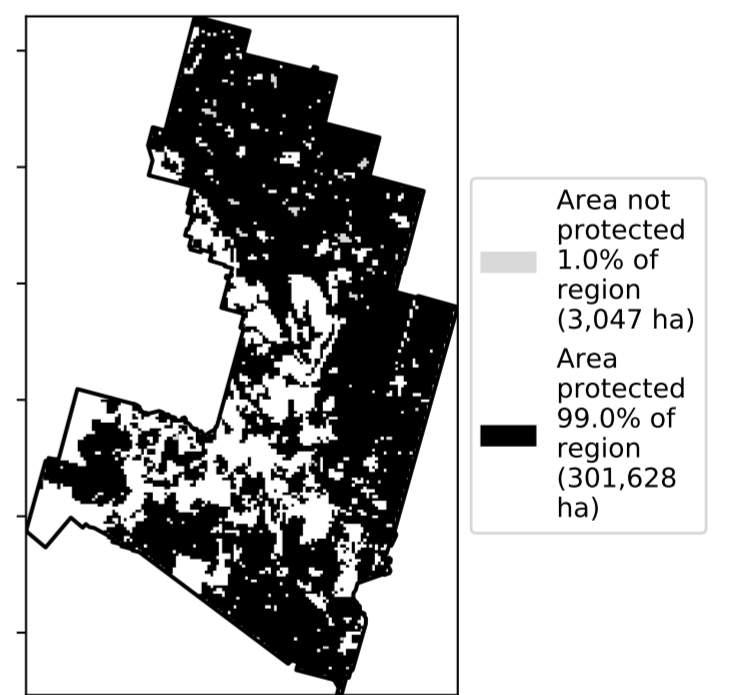 Area not
protected
1.0% of
region
(3,047 ha)
Area
protected
99.0% of
region
(301,628
ha)